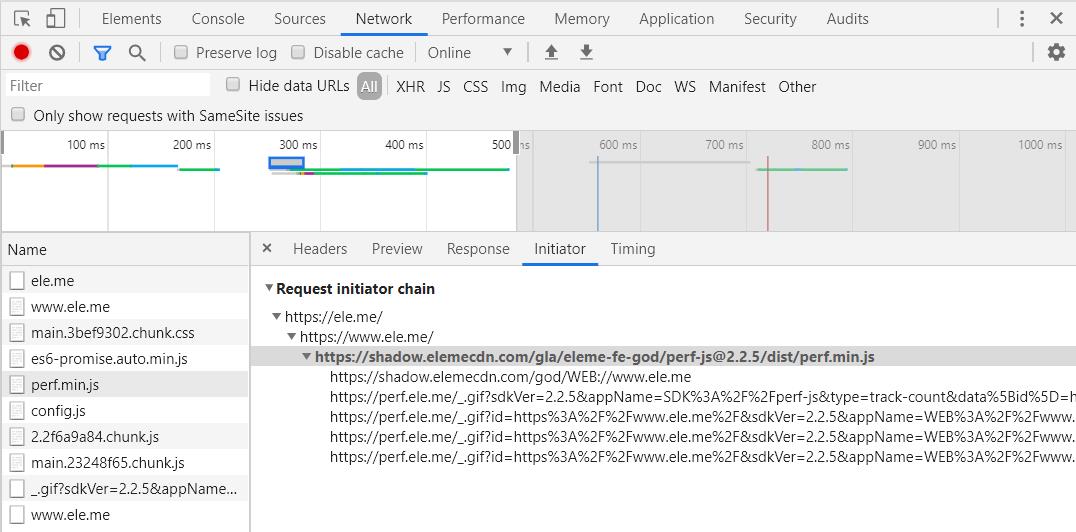 Elements Console Sources Network Performance Memory Application Security Audits
Preserve log Disable cache Online
Filter Hide data URLs All XHR JS CSS Img Media Font Doc WS Manifest Other
Only show requests with SameSite issues
100 ms 200 ms 300 ms 400 ms 500 ns 600 ms 700 ms 800 ms 900 ms 1000 ms
Name × Headers Preview Response Initiator Timing
ele.me
www.ele.me
main.3bef9302.chunk.css
es6-promise.auto.min.js
perf.min.js
config.js
2.2f6a9a84.chunk.js
main.23248f65.chunk.js
_.gif?sdkVer=2.2.5&appName...
www.ele.me
Request initiator chain
https://ele.me/
https://www.ele.me/
https://shadow.elemecdn.com/gla/eleme-fe-god/perf-js@2.2.5/dist/perf.min.js
https://shadow.elemecdn.com/god/WEB://www.ele.me
https://perf.ele.me/_.gif?sdkVer=2.2.5&appName=SDK%3A%2F%2Fperf-js&type=track-count&data%5Bid%5D=h
https://perf.ele.me/_.gif?id=https%3A%2F%2Fwww.ele.me%2F&sdkVer=2.2.5&appName=WEB%3A%2F%2Fwww.
https://perf.ele.me/_.gif?id=https%3A%2F%2Fwww.ele.me%2F&sdkVer=2.2.5&appName=WEB%3A%2F%2Fwww.
https://perf.ele.me/_.gif?id=https%3A%2F%2Fwww.ele.me%2F&sdkVer=2.2.5&appName=WEB%3A%2F%2Fwww.